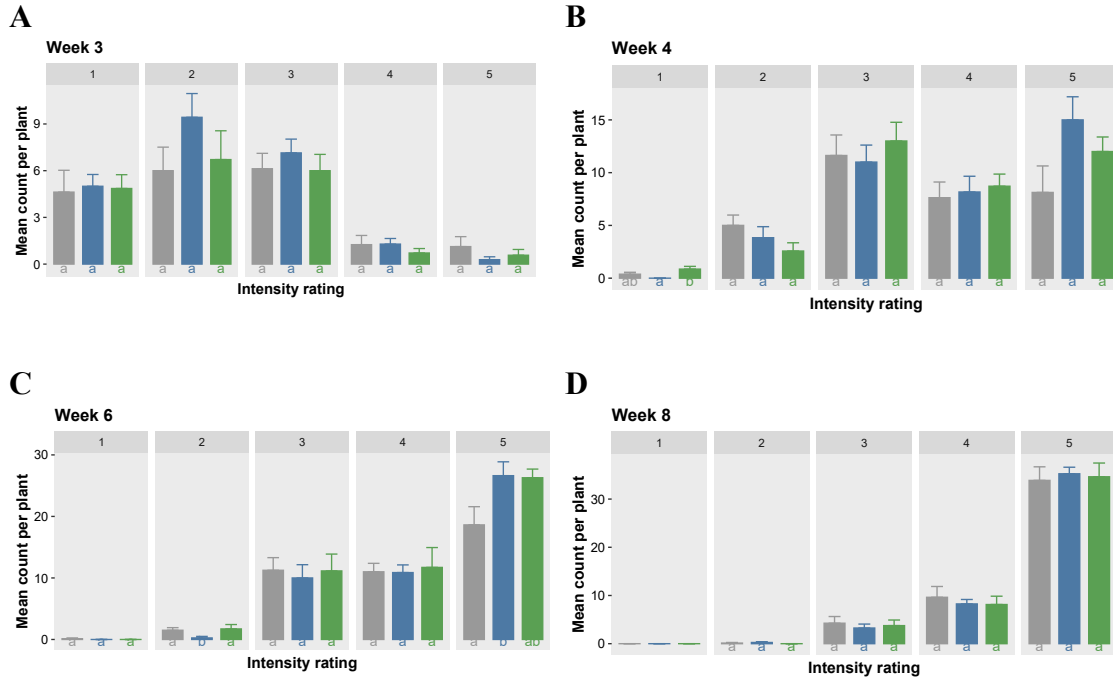 A
Week 3
1 2 3 4 5
Mean count per plant
9
6
3
0
a a a a a a a a a a a a a a a
Intensity rating
B
Week 4
1 2 3 4 5
Mean count per plant
15
10
5
0
ab a b a a a a a a a a a a a a
Intensity rating
C
Week 6
1 2 3 4 5
Mean count per plant
30
20
10
0
a a a a b a a a a a a a a b ab
Intensity rating
D
Week 8
1 2 3 4 5
Mean count per plant
30
20
10
0
a a a a a a a a a a a a
Intensity rating